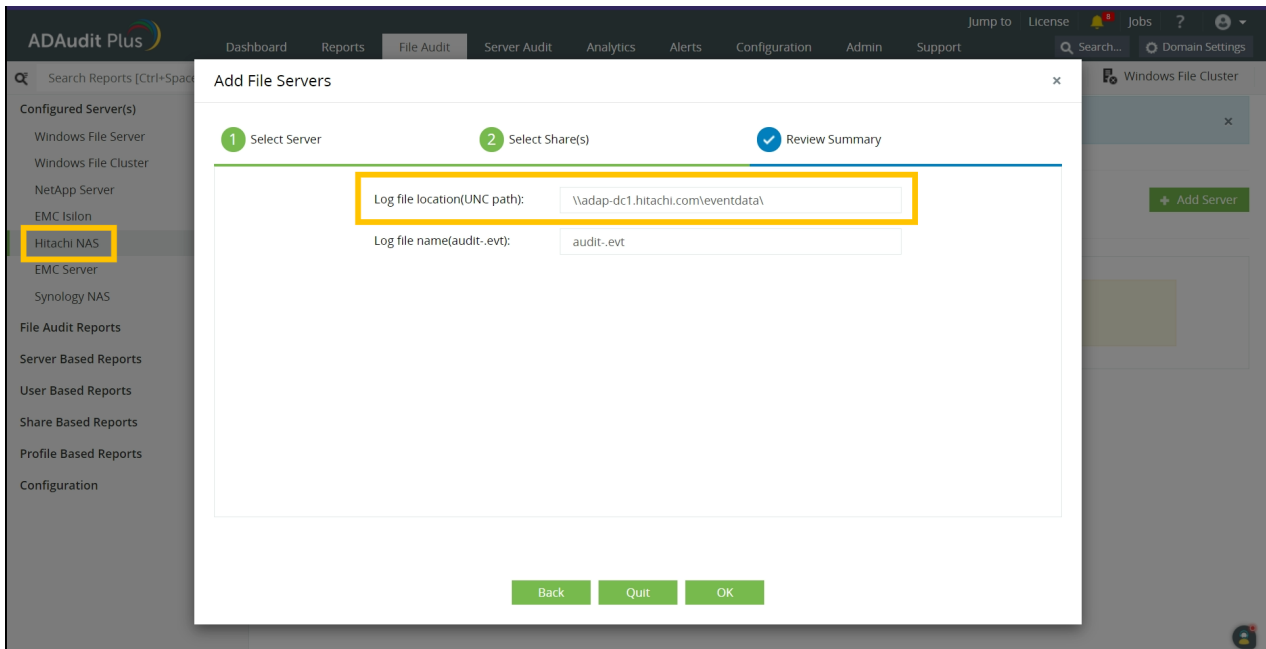 Jump to License 8 Jobs ?
ADAudit Plus
Dashboard Reports File Audit Server Audit Analytics Alerts Configuration Admin Support
Search... Domain Settings
Search Reports [Ctrl+Space
Windows File Cluster
Add File Servers ×
Configured Server(s)
Windows File Server
Windows File Cluster
NetApp Server
EMC Isilon
Hitachi NAS
EMC Server
Synology NAS
File Audit Reports
Server Based Reports
User Based Reports
Share Based Reports
Profile Based Reports
Configuration
1 Select Server 2 Select Share(s) Review Summary
Log file location(UNC path): \\adap-dc1.hitachi.com\eventdata\
Log file name(audit-.evt): audit-.evt
+ Add Server
Back Quit OK